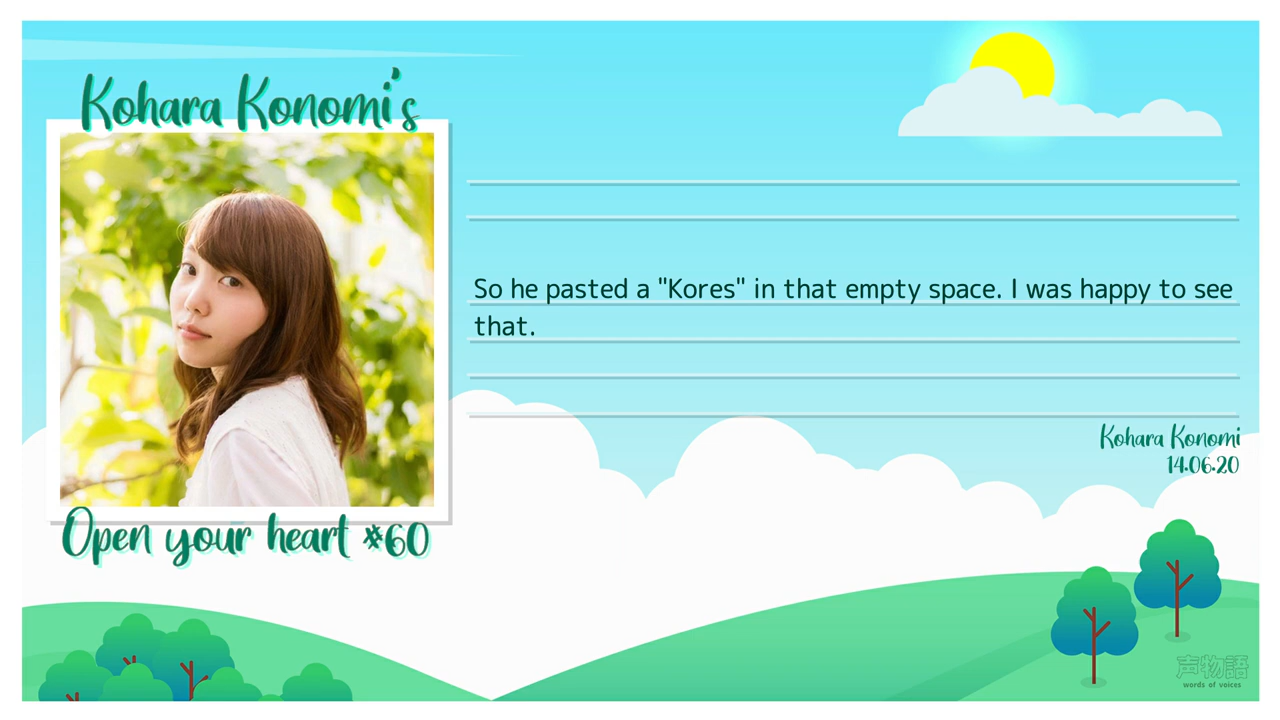 Kohara Konomi's
So he pasted a "Kores" in that empty space. I was happy to see
that.
Kohara Konomi
14.06.20
Open your heart #60
声物語
words of voices